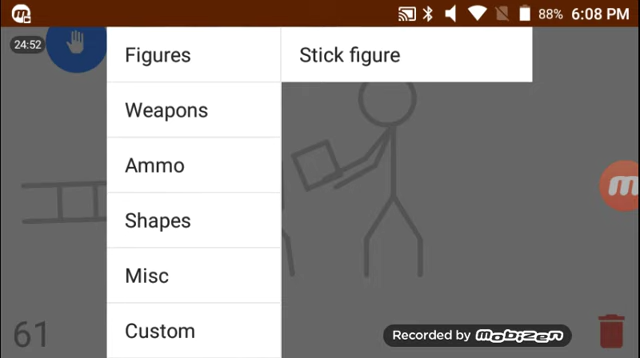 88% 6:08 PM
24:52
Figures
Stick figure
Weapons
Ammo
Shapes
Misc
Custom
61
Recorded by mobizen